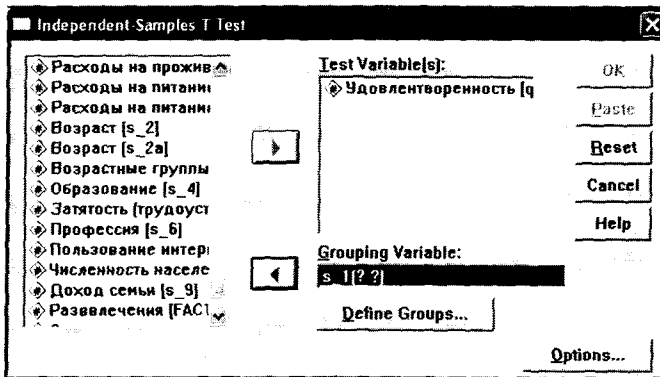 Independent-Samples T Test
Расходы на прожив
Расходы на питани
Расходы на питани
Возраст [s_2]
Возраст [s_2a]
Возрастные группы
Образование [s_4]
Затятость (трудоуст
Профессия [s_6]
Пользование интер
Численность населе
Доход семьи [s_9]
Разввлечения [FAC1
Test Variable(s):
Удовлентворенность [q
Grouping Variable:
s_1(? ?)
Define Groups...
OK
Paste
Reset
Cancel
Help
Options...